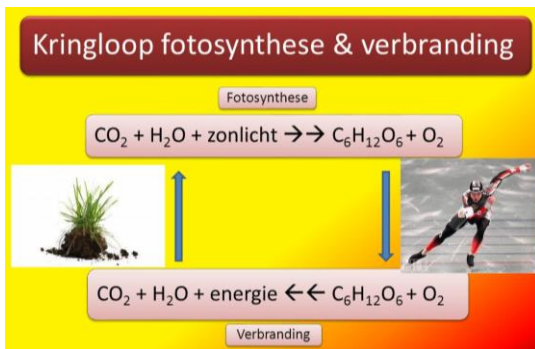 Kringloop fotosynthese & verbranding
Fotosynthese
CO₂ + H₂O + zonlicht →→ C₆H₁₂O₆ + O₂
CO₂ + H₂O + energie ←← C₆H₁₂O₆ + O₂
Verbranding